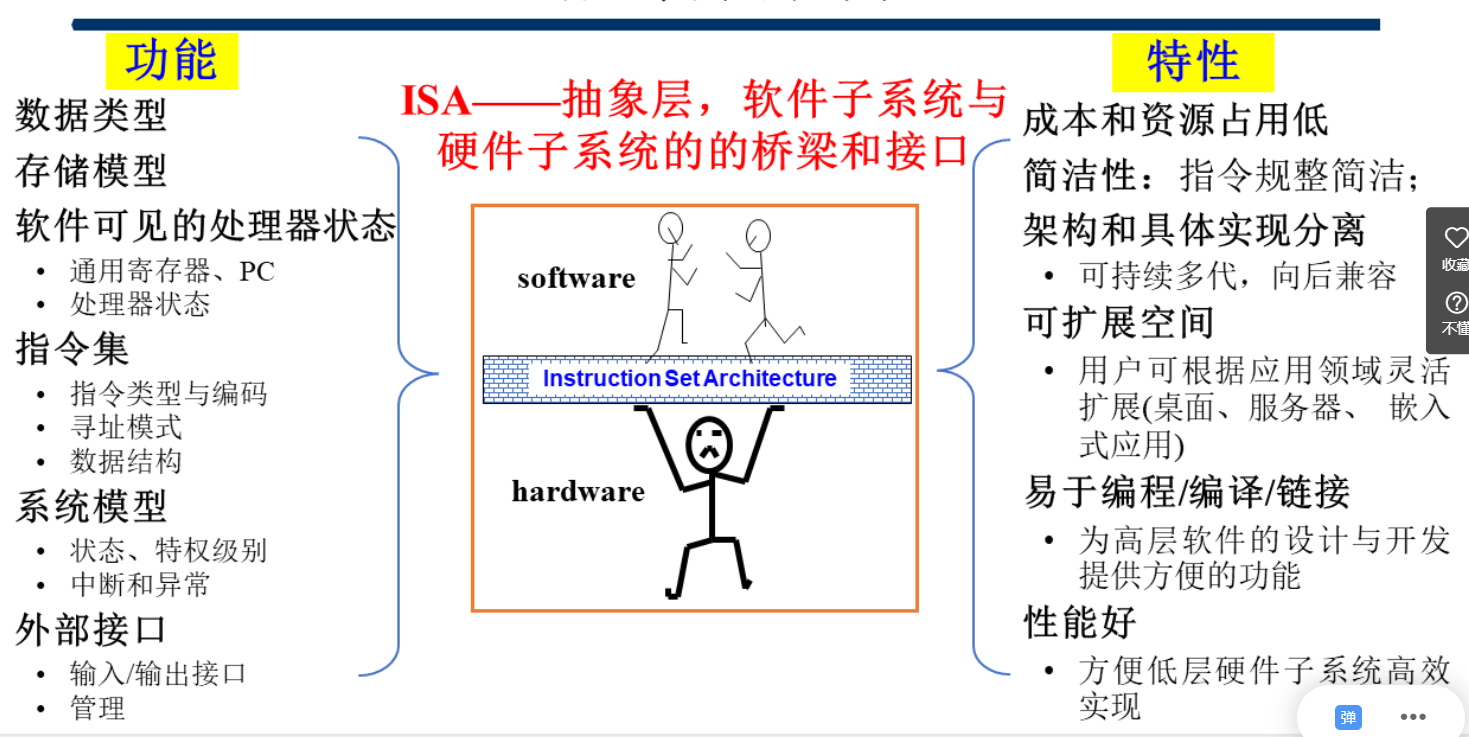 功能
数据类型
存储模型
软件可见的处理器状态
• 通用寄存器、PC
• 处理器状态
指令集
• 指令类型与编码
• 寻址模式
• 数据结构
系统模型
• 状态、特权级别
• 中断和异常
外部接口
• 输入/输出接口
• 管理
ISA——抽象层，软件子系统与
硬件子系统的的桥梁和接口
software
Instruction Set Architecture
hardware
特性
成本和资源占用低
简洁性：指令规整简洁；
架构和具体实现分离
• 可持续多代，向后兼容
可扩展空间
• 用户可根据应用领域灵活
扩展(桌面、服务器、 嵌入
式应用)
易于编程/编译/链接
• 为高层软件的设计与开发
提供方便的功能
性能好
• 方便低层硬件子系统高效
实现
收藏
不懂
弹